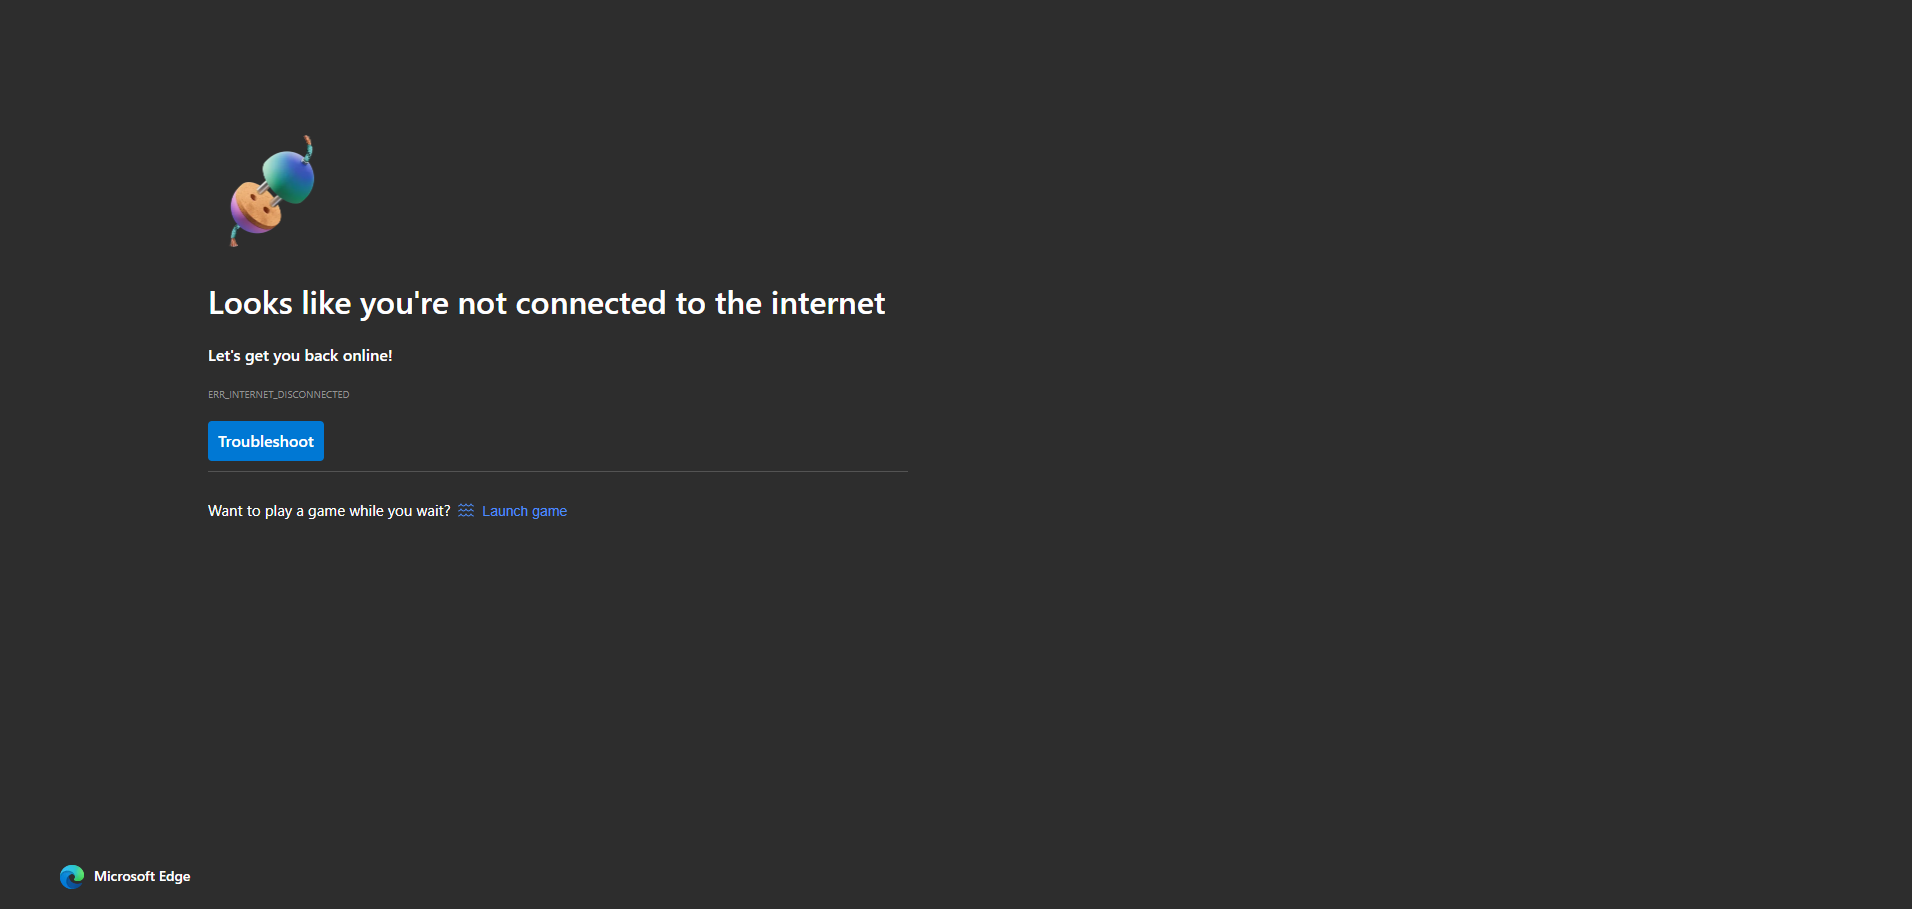 Looks like you're not connected to the internet
Let's get you back online!
ERR_INTERNET_DISCONNECTED
Troubleshoot
Want to play a game while you wait? Launch game
Microsoft Edge